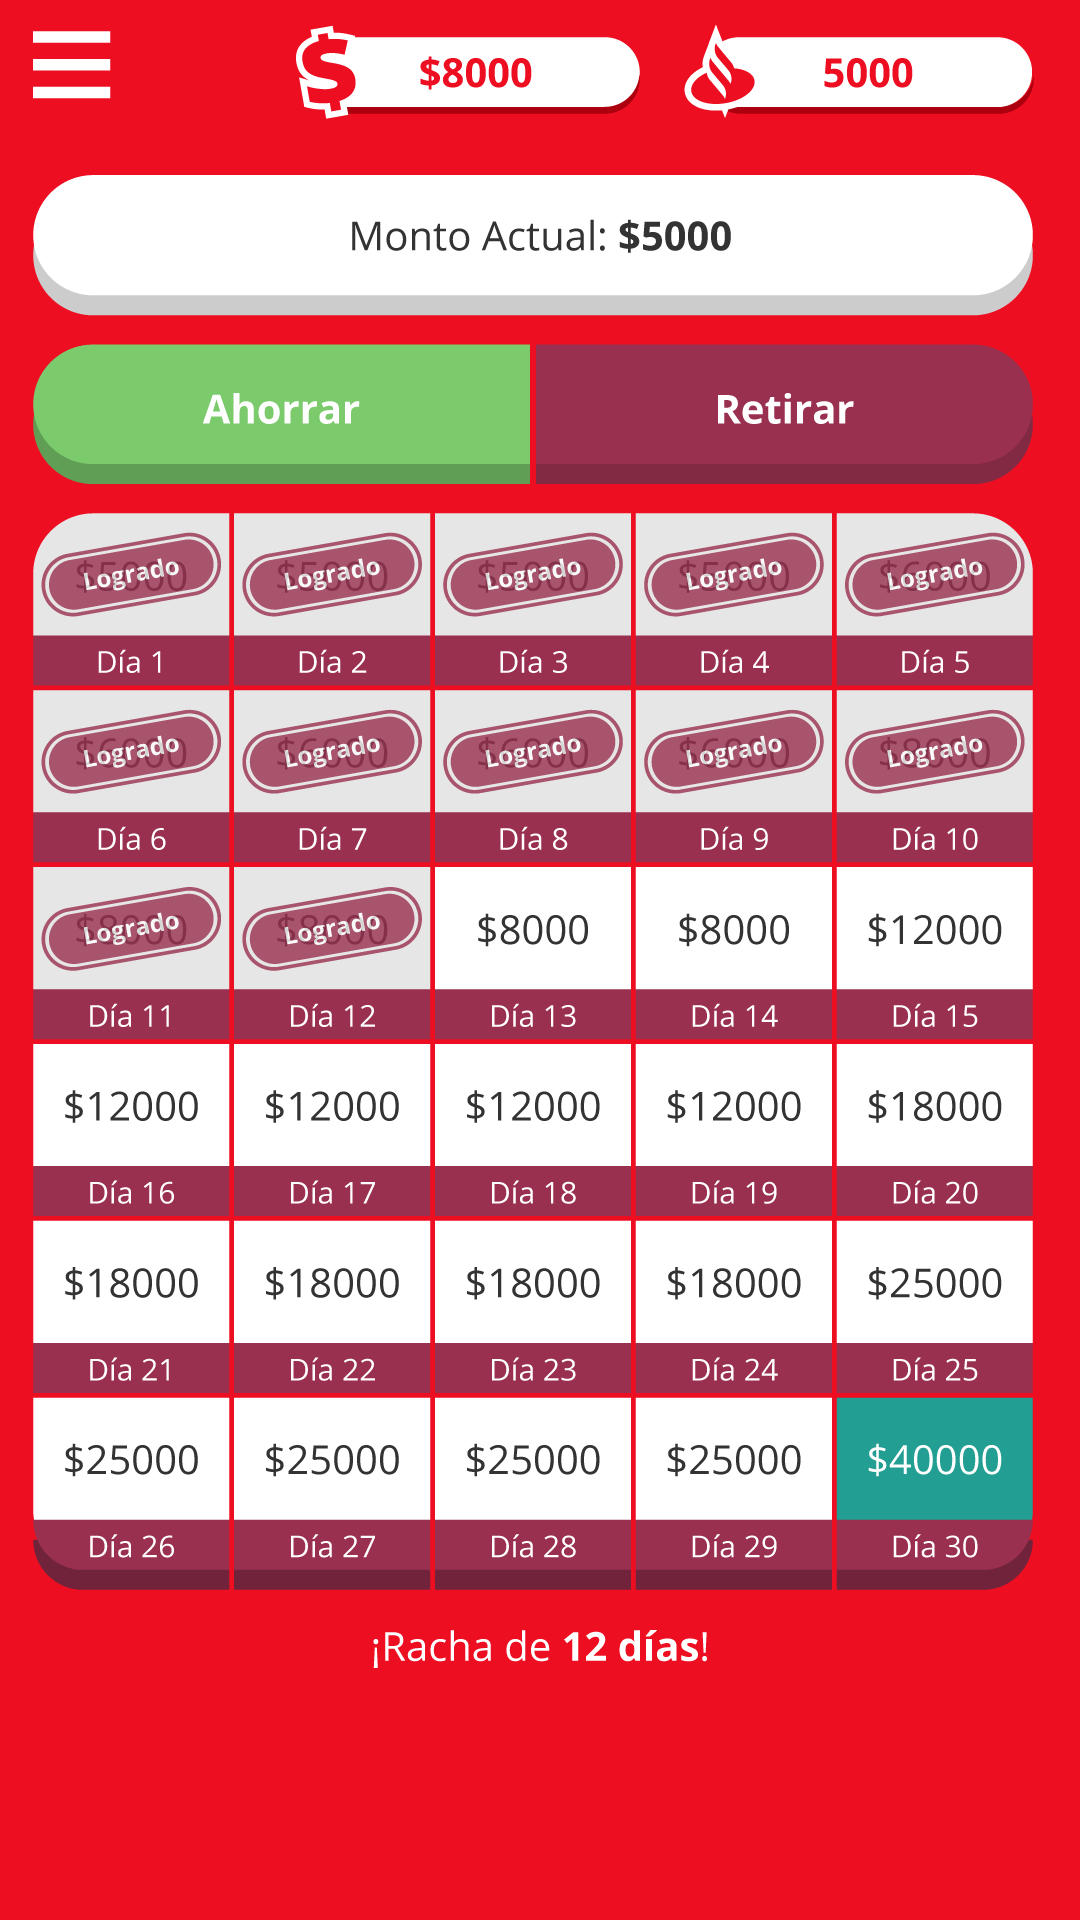 $8000 5000
Monto Actual: $5000
Ahorrar Retirar
Logrado Logrado Logrado Logrado Logrado
Día 1 Día 2 Día 3 Día 4 Día 5
Logrado Logrado Logrado Logrado Logrado
Día 6 Día 7 Día 8 Día 9 Día 10
Logrado Logrado $8000 $8000 $12000
Día 11 Día 12 Día 13 Día 14 Día 15
$12000 $12000 $12000 $12000 $18000
Día 16 Día 17 Día 18 Día 19 Día 20
$18000 $18000 $18000 $18000 $25000
Día 21 Día 22 Día 23 Día 24 Día 25
$25000 $25000 $25000 $25000 $40000
Día 26 Día 27 Día 28 Día 29 Día 30
¡Racha de 12 días!